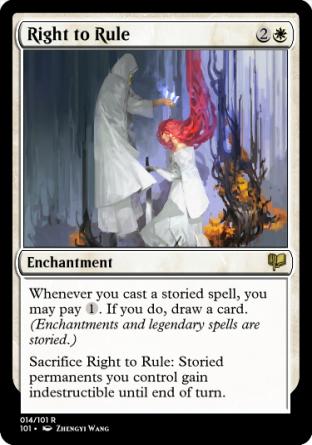 Right to Rule 2
Enchantment
Whenever you cast a storied spell, you
may pay 1. If you do, draw a card.
(Enchantments and legendary spells are
storied.)
Sacrifice Right to Rule: Storied
permanents you control gain
indestructible until end of turn.
014/101 R
101 • Zhengyi Wang